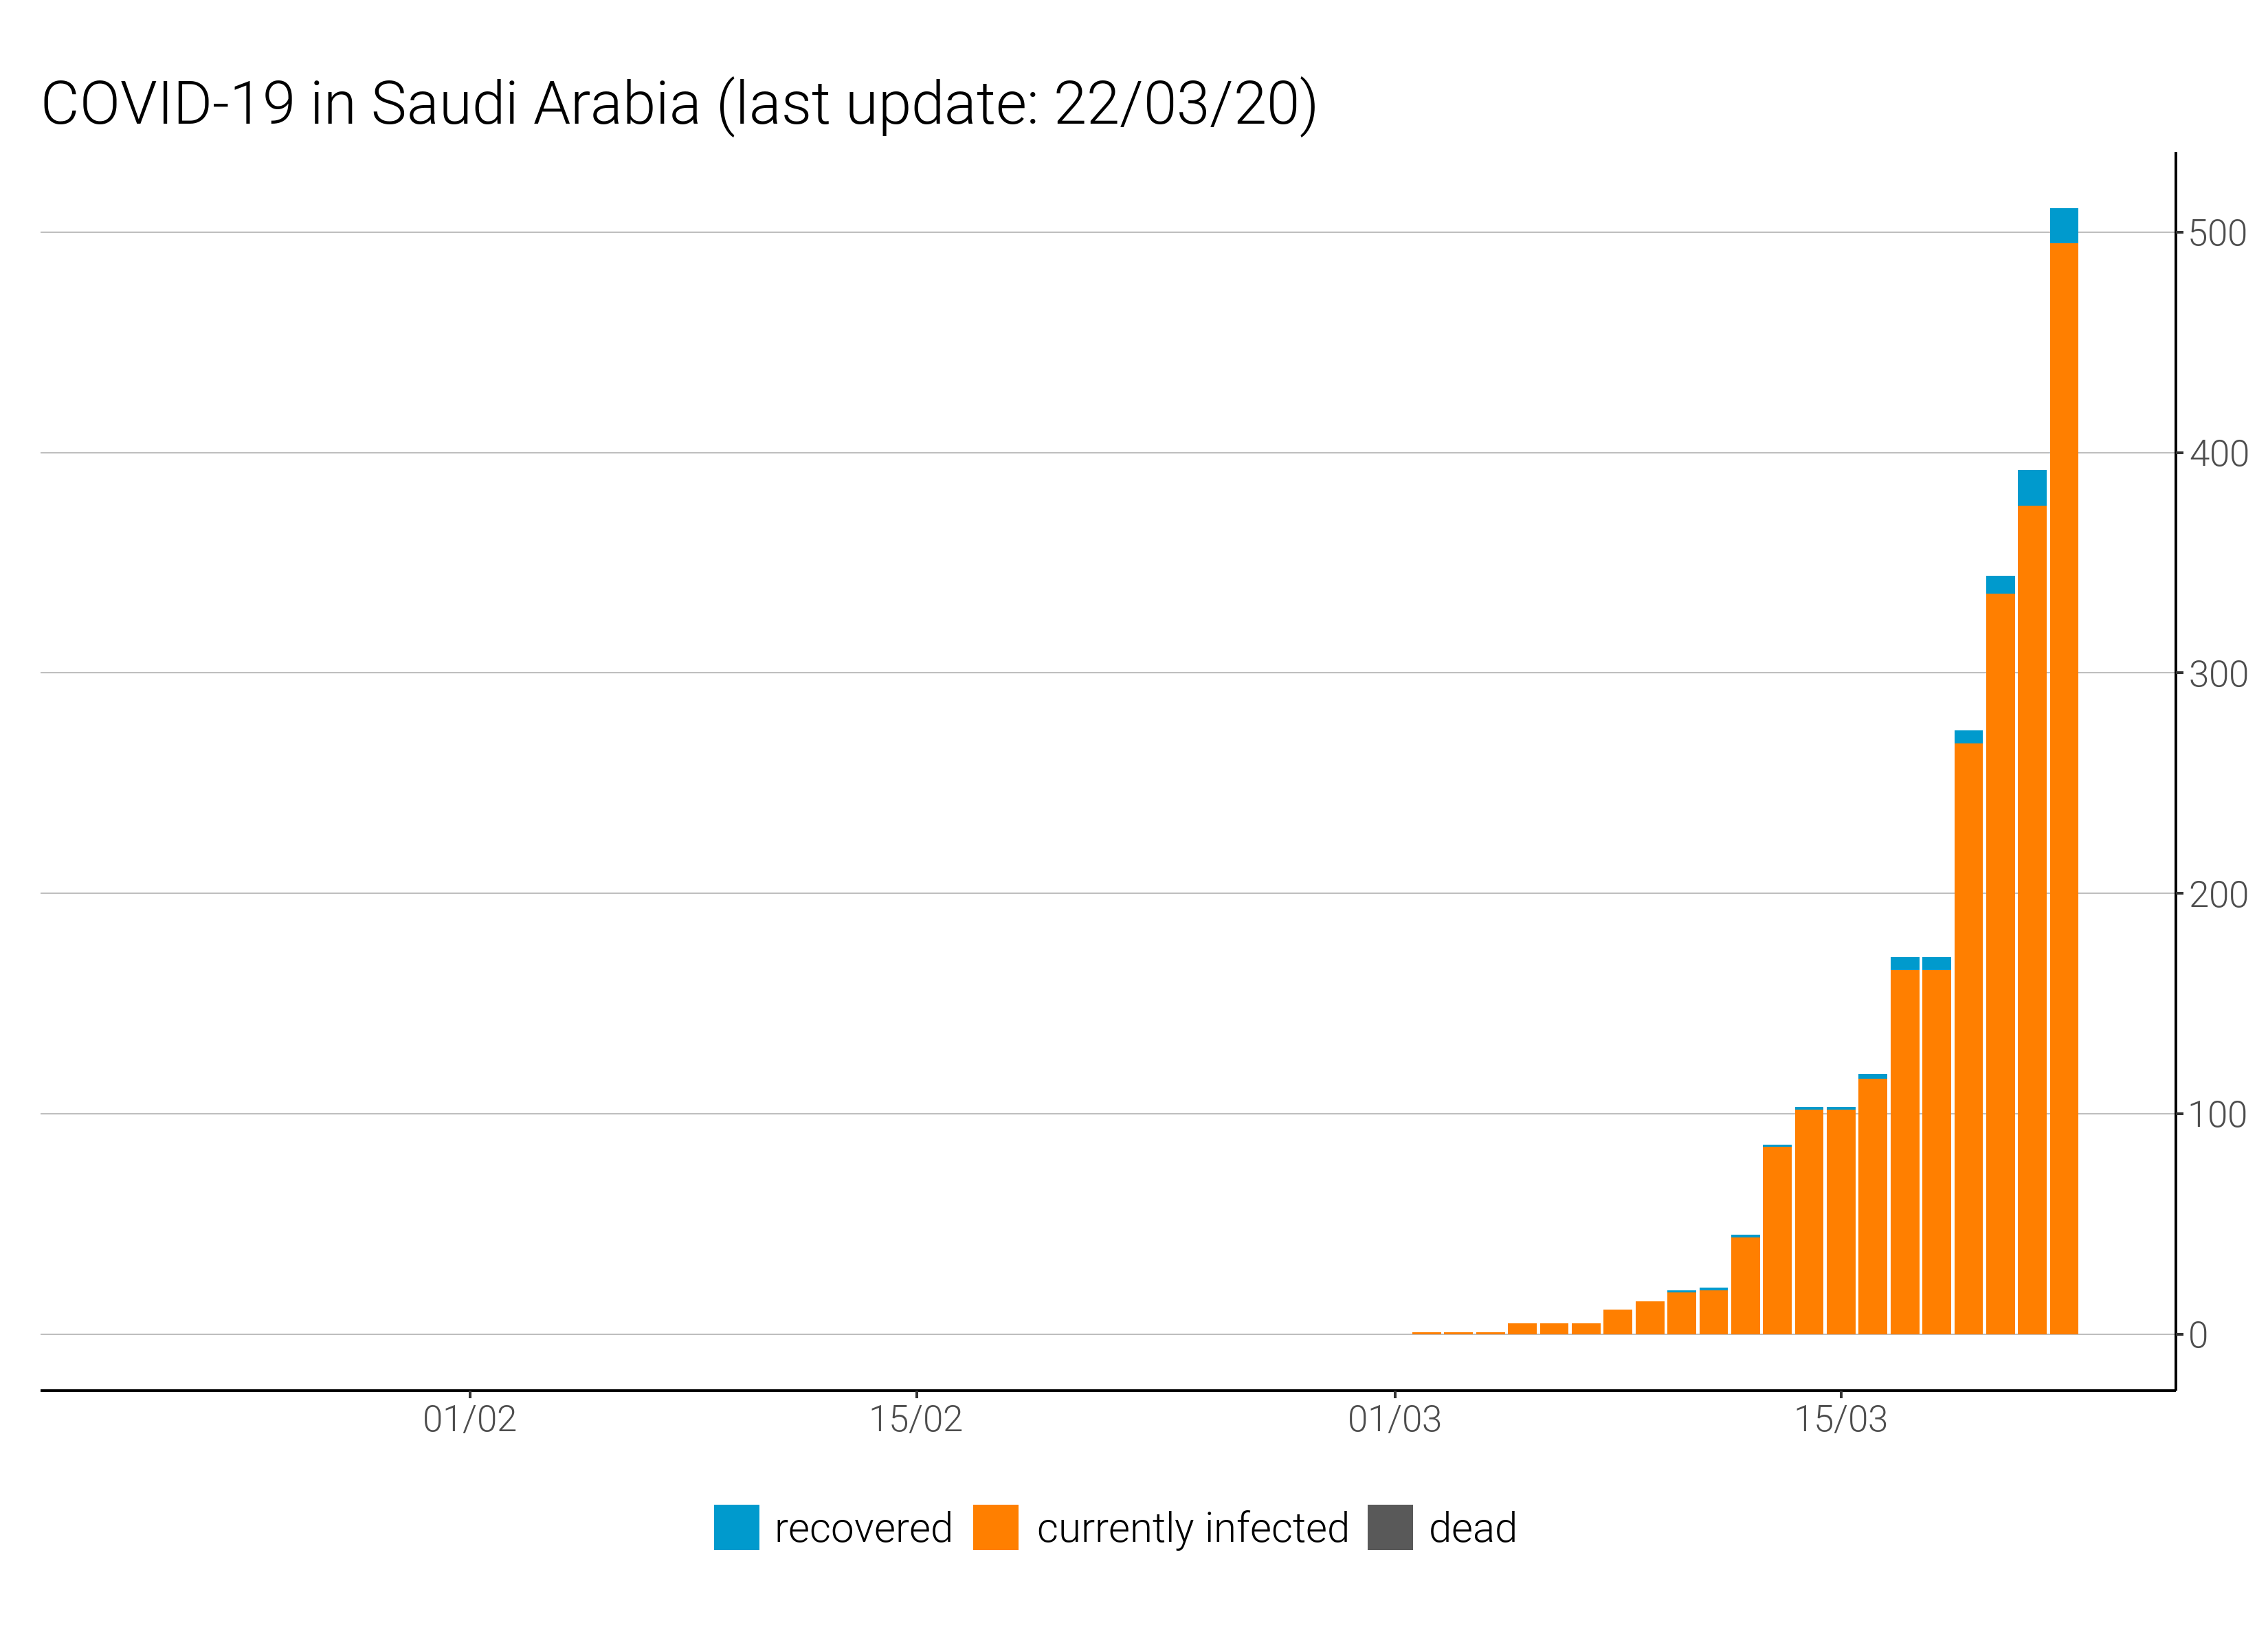 COVID-19 in Saudi Arabia (last update: 22/03/20)
500
400
300
200
100
0
01/02 15/02 01/03 15/03
recovered currently infected dead